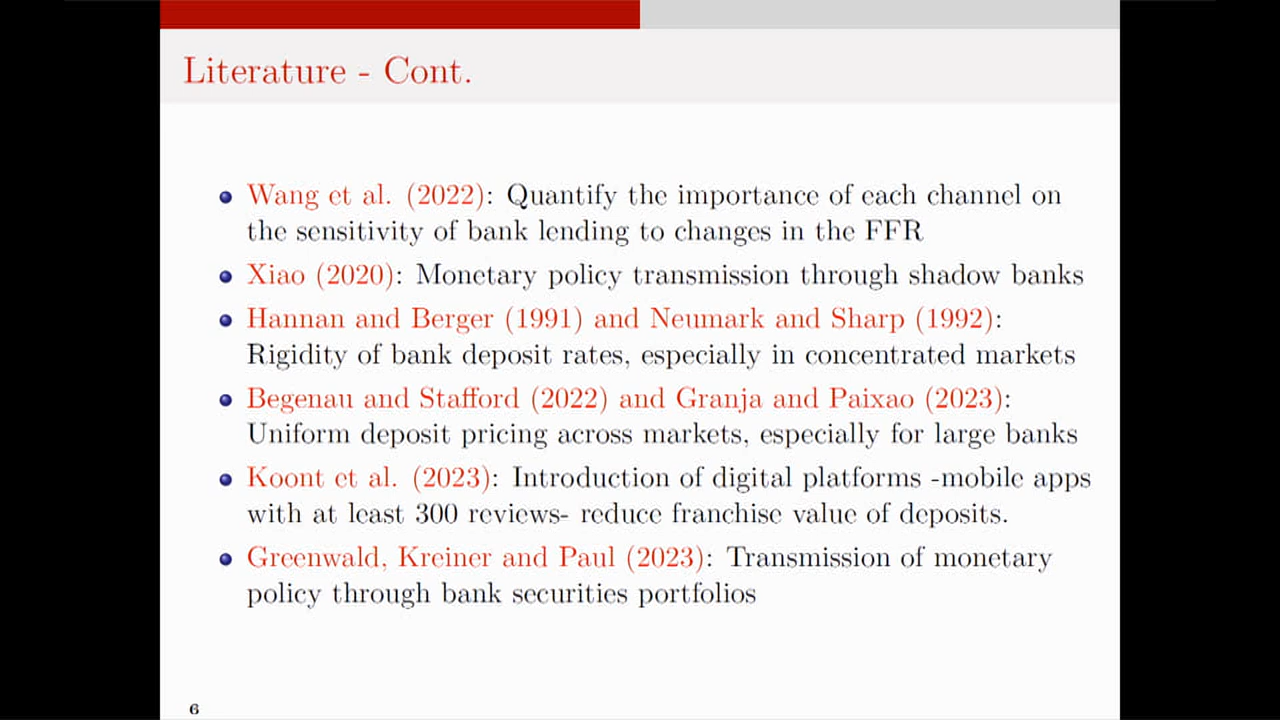 Literature - Cont.
Wang et al. (2022): Quantify the importance of each channel on
the sensitivity of bank lending to changes in the FFR
Xiao (2020): Monetary policy transmission through shadow banks
Hannan and Berger (1991) and Neumark and Sharp (1992):
Rigidity of bank deposit rates, especially in concentrated markets
Begenau and Stafford (2022) and Granja and Paixao (2023):
Uniform deposit pricing across markets, especially for large banks
Koont et al. (2023): Introduction of digital platforms -mobile apps
with at least 300 reviews- reduce franchise value of deposits.
Greenwald, Kreiner and Paul (2023): Transmission of monetary
policy through bank securities portfolios
6